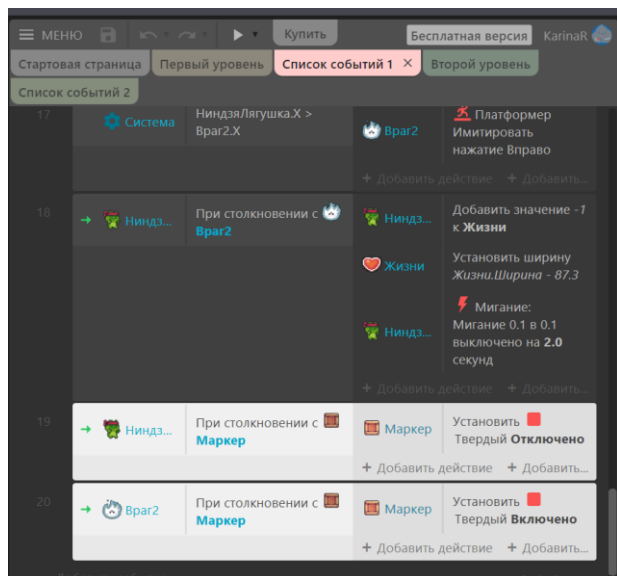 МЕНЮ Купить Бесплатная версия KarinaR
Стартовая страница Первый уровень Список событий 1 × Второй уровень
Список событий 2
17 Система НиндзяЛягушка.X > Враг2.X Враг2 Платформер
Имитировать
нажатие Вправо
+ Добавить действие + Добавить...
18 Ниндз... При столкновении с Враг2 Ниндз... Добавить значение -1
к Жизни
Жизни Установить ширину
Жизни.Ширина - 87.3
Ниндз... Мигание:
Мигание 0.1 в 0.1
выключено на 2.0
секунд
+ Добавить действие + Добавить...
19 Ниндз... При столкновении с Маркер Маркер Установить
Твердый Отключено
+ Добавить действие + Добавить...
20 Враг2 При столкновении с Маркер Маркер Установить
Твердый Включено
+ Добавить действие + Добавить...